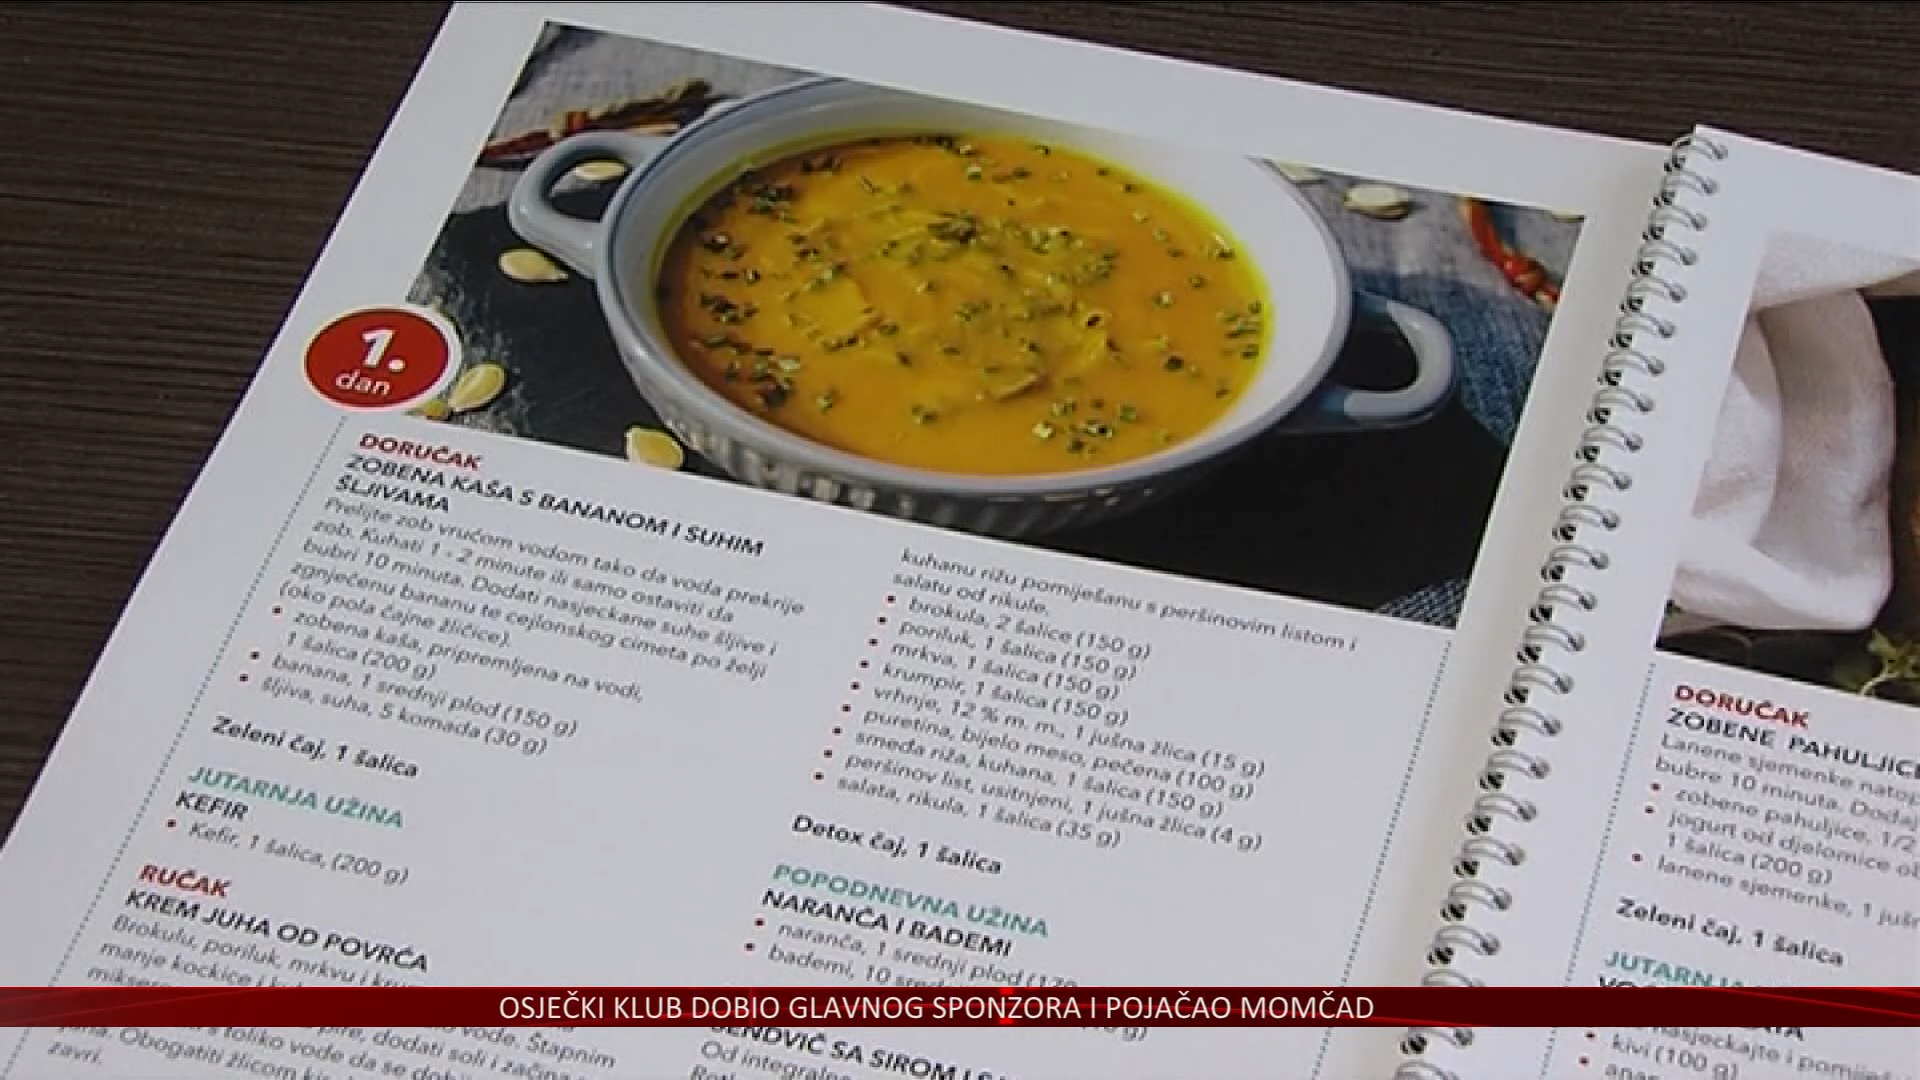 1.
dan
DORUČAK
ZOBENA KAŠA S BANANOM I SUHIM
ŠLJIVAMA
Prelijte zob vrućom vodom tako da voda prekrije
zob. Kuhati 1 - 2 minute ili samo ostaviti da
bubri 10 minuta. Dodati nasjeckane suhe šljive i
zgnječenu bananu te cejlonskog cimeta po želji
(oko pola čajne žličice).
• zobena kaša, pripremljena na vodi,
1 šalica (200 g)
• banana, 1 srednji plod (150 g)
• šljiva, suha, 5 komada (30 g)
Zeleni čaj, 1 šalica
JUTARNJA UŽINA
KEFIR
• Kefir, 1 šalica, (200 g)
RUČAK
KREM JUHA OD POVRĆA
Brokulu, poriluk, mrkvu i
manje kockice i
vode. Štapnim
pire, dodati soli i začina
s toliko vode da se
Obogatiti žlicom
zavri.
kuhanu rižu pomiješanu s peršinovim listom i
salatu od rikule.
• brokula, 2 šalice (150 g)
• poriluk, 1 šalica (150 g)
• mrkva, 1 šalica (150 g)
• krumpir, 1 šalica (150 g)
• vrhnje, 12 % m. m., 1 jušna žlica (15 g)
• puretina, bijelo meso, pečena (100 g)
• smeđa riža, kuhana, 1 šalica (150 g)
• peršinov list, usitnjeni, 1 jušna žlica (4 g)
• salata, rikula, 1 šalica (35 g)
Detox čaj, 1 šalica
POPODNEVNA UŽINA
NARANČA I BADEMI
• naranča, 1 srednji plod
• bademi, 10
SENDVIČ SA SIROM I
Od
DORUČAK
ZOBENE PAHULJICE
Lanene sjemenke
bubre 10 minuta. Dodaj
• zobene pahuljice, 1/2
• jogurt od djelomice
1 šalica (200 g)
• lanene sjemenke, 1
Zeleni čaj, 1 šalica
JUTARNJA
nasjeckajte i
• kivi (100 g)
OSJEČKI KLUB DOBIO GLAVNOG SPONZORA I POJAČAO MOMČAD